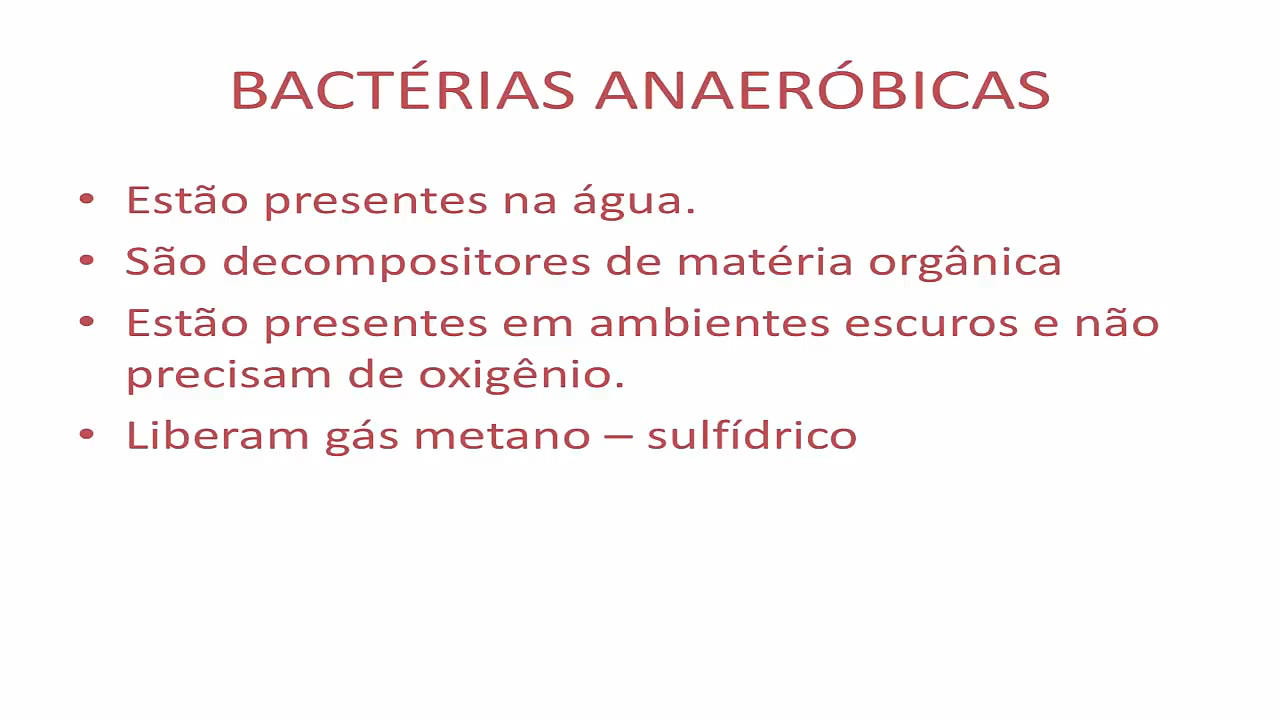 BACTÉRIAS ANAERÓBICAS
• Estão presentes na água.
• São decompositores de matéria orgânica
• Estão presentes em ambientes escuros e não
precisam de oxigênio.
• Liberam gás metano – sulfídrico